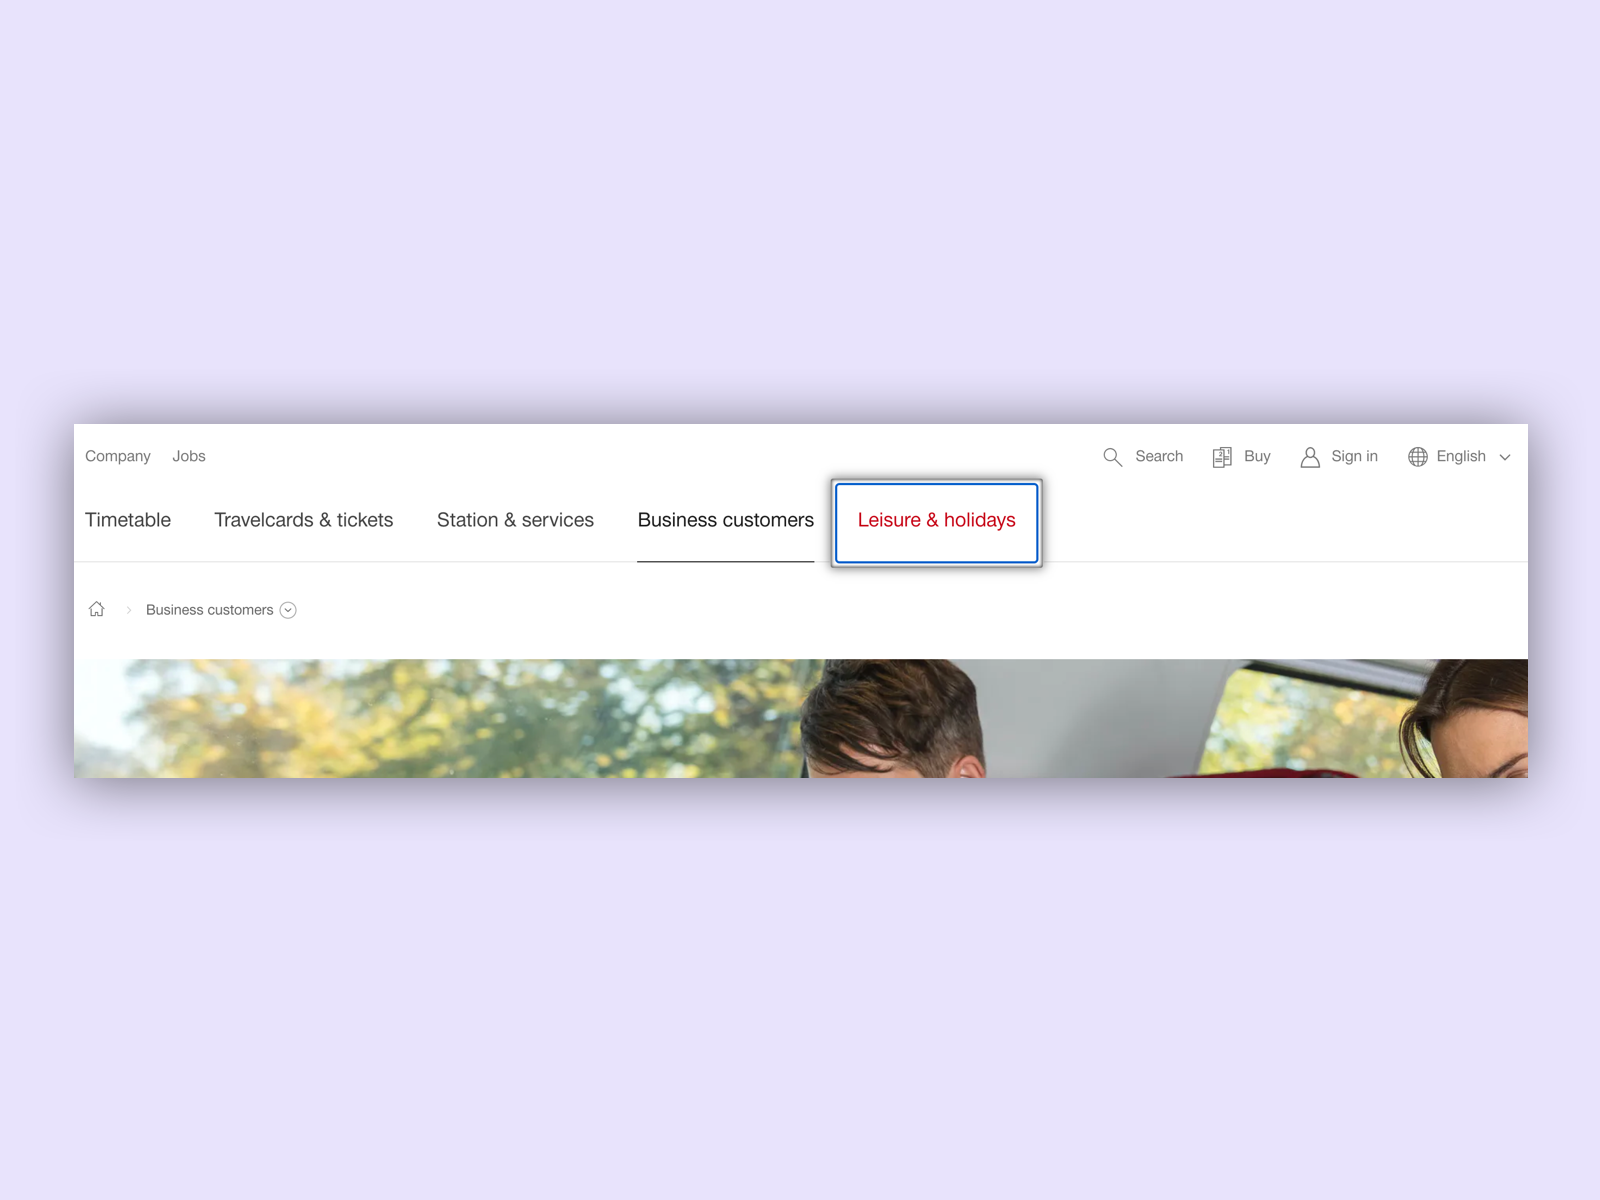 Company Jobs Search Buy Sign in English
Timetable Travelcards & tickets Station & services Business customers Leisure & holidays
Business customers